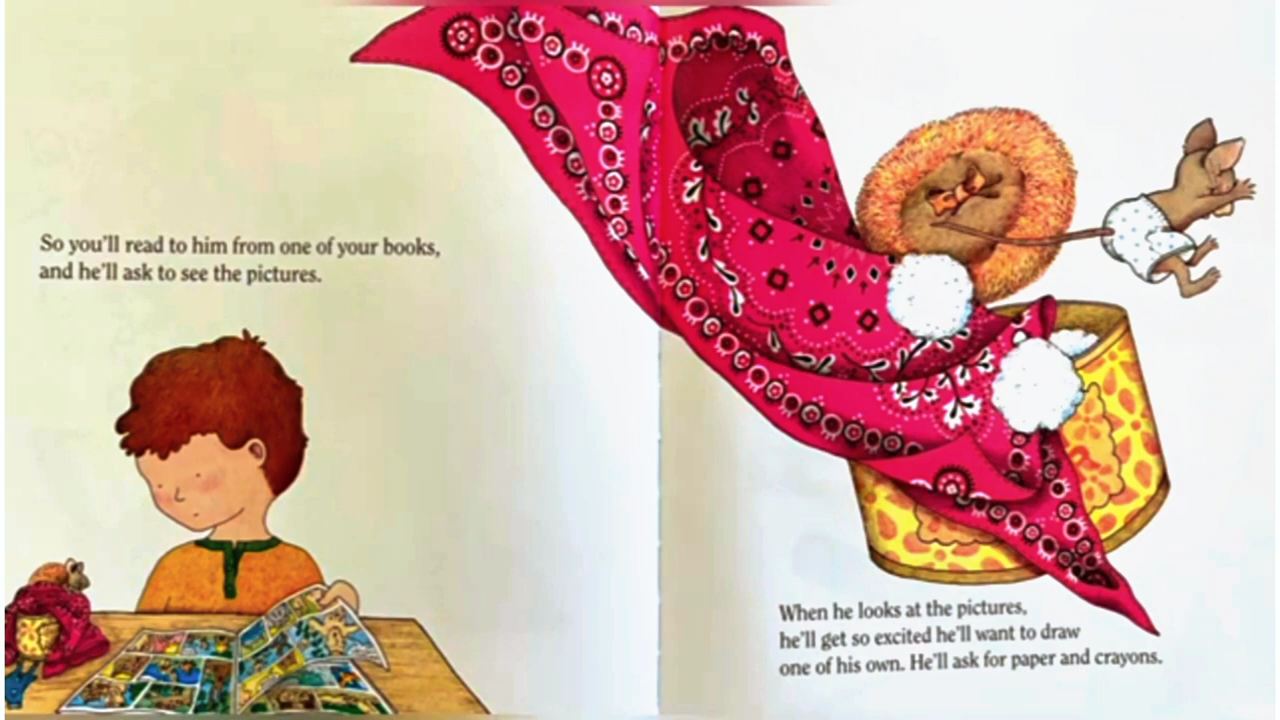 So you'll read to him from one of your books,
and he'll ask to see the pictures.
When he looks at the pictures,
he'll get so excited he'll want to draw
one of his own. He'll ask for paper and crayons.